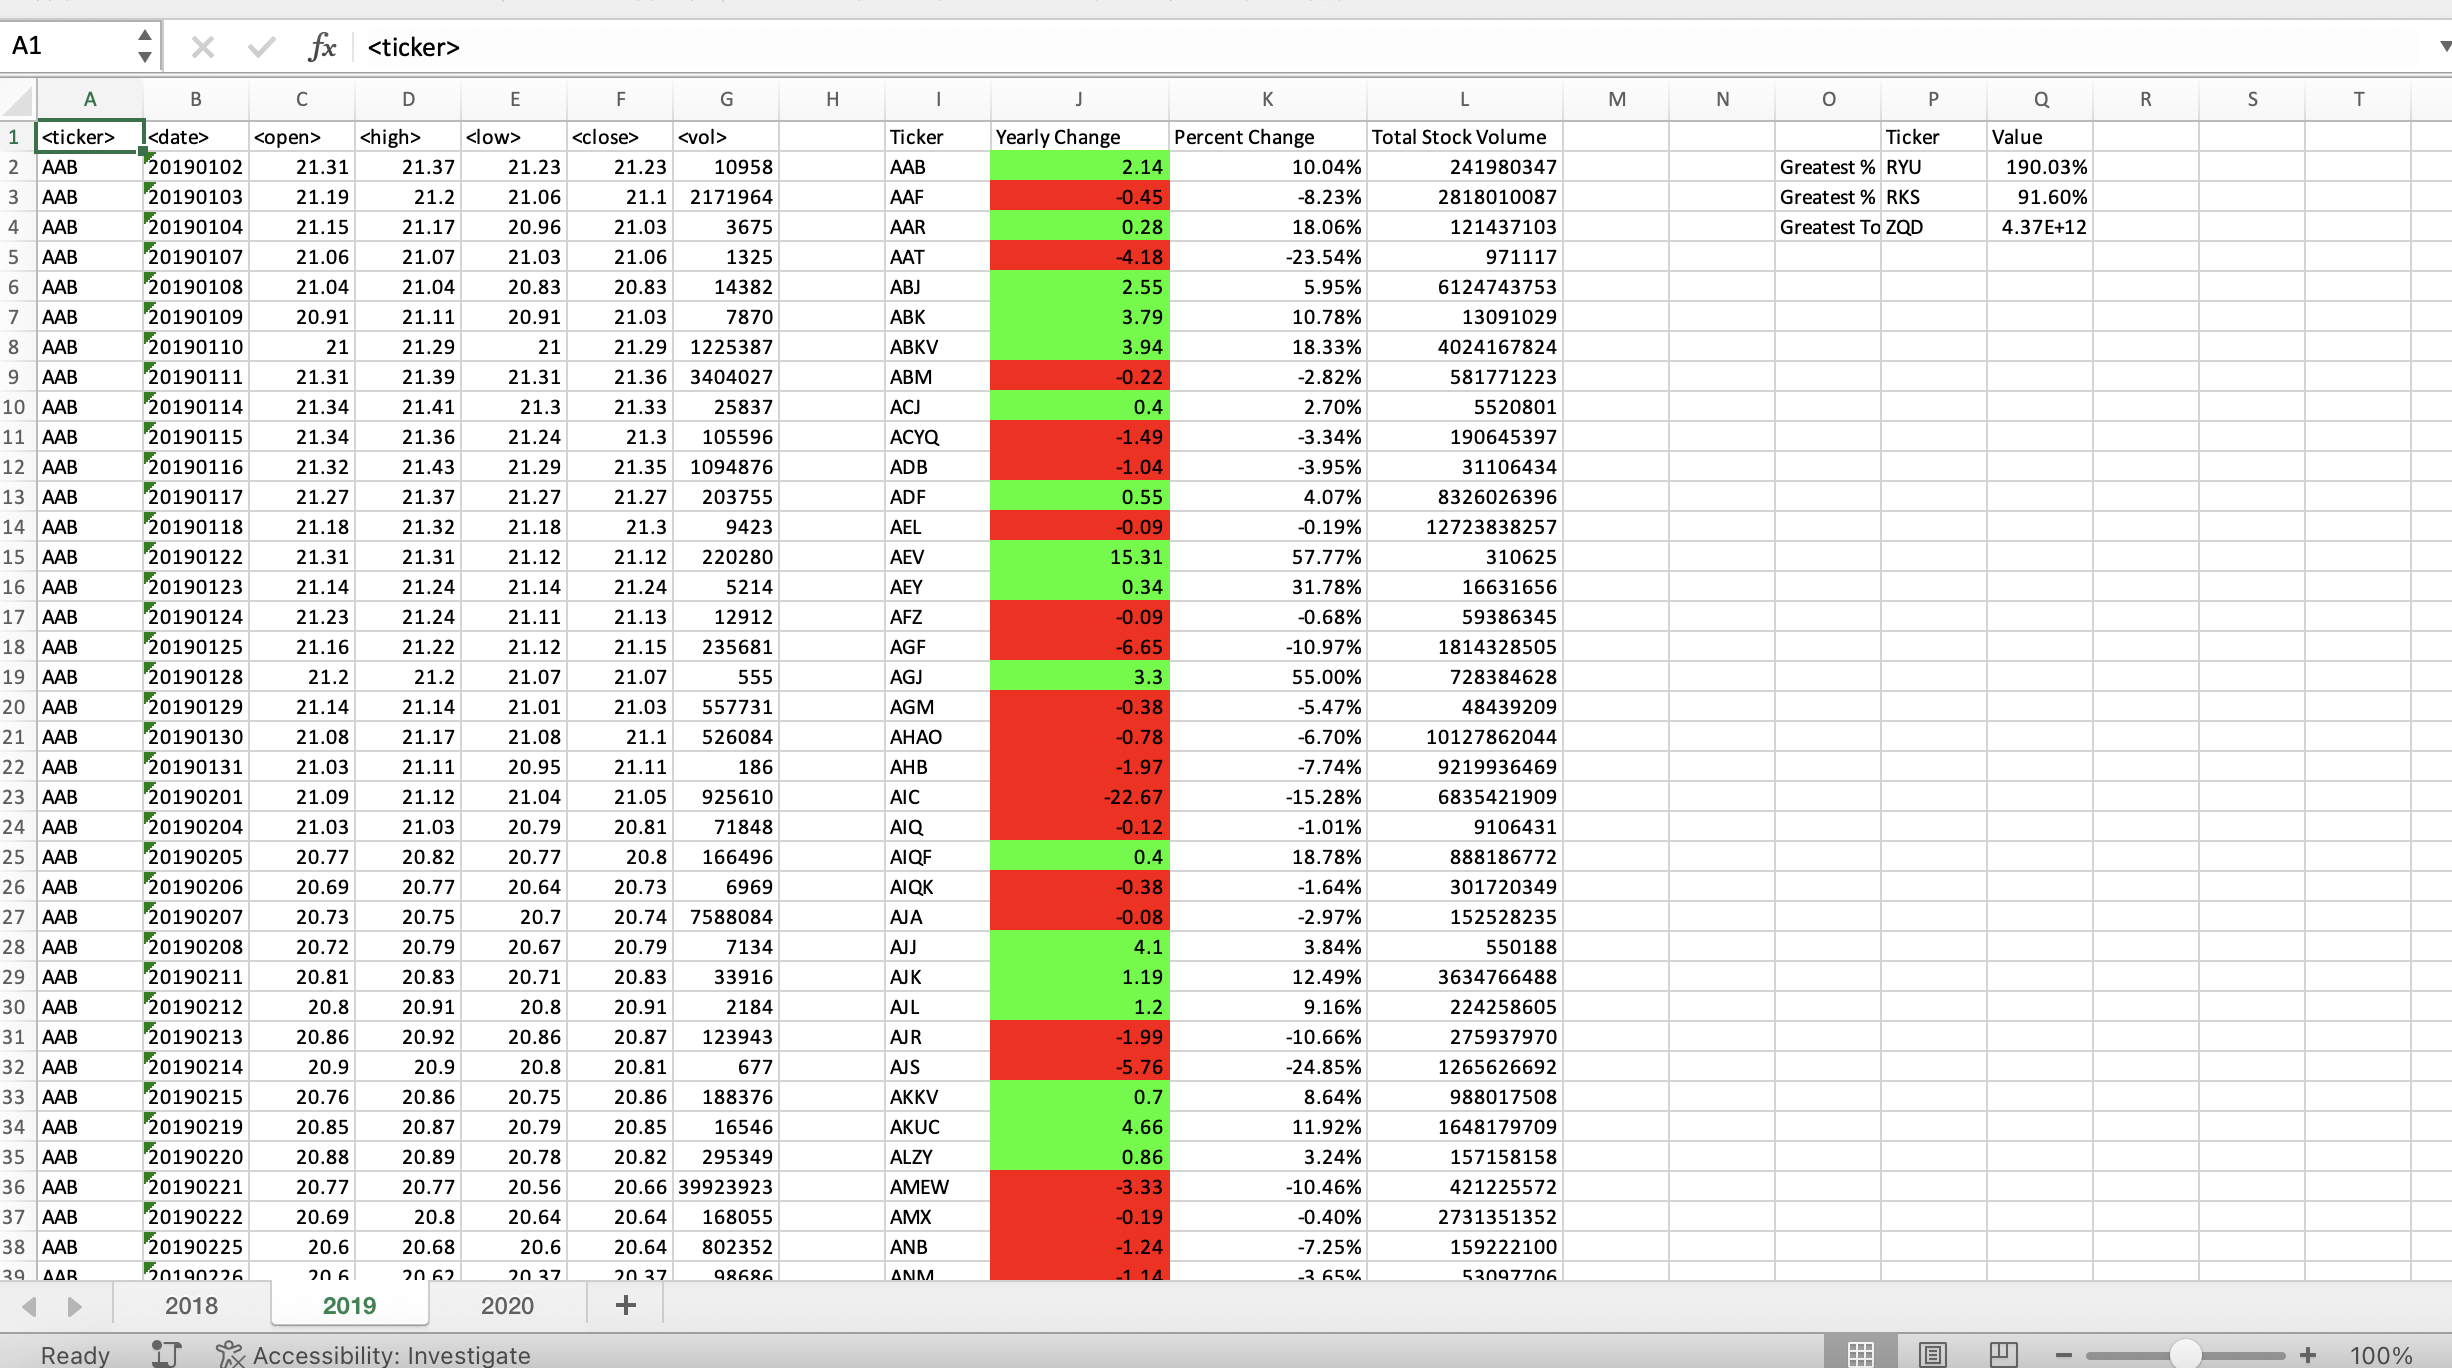 A1 fx <ticker>
A B C D E F G H I J K L M N O P Q R S T
1 <ticker> <date> <open> <high> <low> <close> <vol> Ticker Yearly Change Percent Change Total Stock Volume Ticker Value
2 AAB 20190102 21.31 21.37 21.23 21.23 10958 AAB 2.14 10.04% 241980347 Greatest % RYU 190.03%
3 AAB 20190103 21.19 21.2 21.06 21.1 2171964 AAF -0.45 -8.23% 2818010087 Greatest % RKS 91.60%
4 AAB 20190104 21.15 21.17 20.96 21.03 3675 AAR 0.28 18.06% 121437103 Greatest To ZQD 4.37E+12
5 AAB 20190107 21.06 21.07 21.03 21.06 1325 AAT -4.18 -23.54% 971117
6 AAB 20190108 21.04 21.04 20.83 20.83 14382 ABJ 2.55 5.95% 6124743753
7 AAB 20190109 20.91 21.11 20.91 21.03 7870 ABK 3.79 10.78% 13091029
8 AAB 20190110 21 21.29 21 21.29 1225387 ABKV 3.94 18.33% 4024167824
9 AAB 20190111 21.31 21.39 21.31 21.36 3404027 ABM -0.22 -2.82% 581771223
10 AAB 20190114 21.34 21.41 21.3 21.33 25837 ACJ 0.4 2.70% 5520801
11 AAB 20190115 21.34 21.36 21.24 21.3 105596 ACYQ -1.49 -3.34% 190645397
12 AAB 20190116 21.32 21.43 21.29 21.35 1094876 ADB -1.04 -3.95% 31106434
13 AAB 20190117 21.27 21.37 21.27 21.27 203755 ADF 0.55 4.07% 8326026396
14 AAB 20190118 21.18 21.32 21.18 21.3 9423 AEL -0.09 -0.19% 12723838257
15 AAB 20190122 21.31 21.31 21.12 21.12 220280 AEV 15.31 57.77% 310625
16 AAB 20190123 21.14 21.24 21.14 21.24 5214 AEY 0.34 31.78% 16631656
17 AAB 20190124 21.23 21.24 21.11 21.13 12912 AFZ -0.09 -0.68% 59386345
18 AAB 20190125 21.16 21.22 21.12 21.15 235681 AGF -6.65 -10.97% 1814328505
19 AAB 20190128 21.2 21.2 21.07 21.07 555 AGJ 3.3 55.00% 728384628
20 AAB 20190129 21.14 21.14 21.01 21.03 557731 AGM -0.38 -5.47% 48439209
21 AAB 20190130 21.08 21.17 21.08 21.1 526084 AHAO -0.78 -6.70% 10127862044
22 AAB 20190131 21.03 21.11 20.95 21.11 186 AHB -1.97 -7.74% 9219936469
23 AAB 20190201 21.09 21.12 21.04 21.05 925610 AIC -22.67 -15.28% 6835421909
24 AAB 20190204 21.03 21.03 20.79 20.81 71848 AIQ -0.12 -1.01% 9106431
25 AAB 20190205 20.77 20.82 20.77 20.8 166496 AIQF 0.4 18.78% 888186772
26 AAB 20190206 20.69 20.77 20.64 20.73 6969 AIQK -0.38 -1.64% 301720349
27 AAB 20190207 20.73 20.75 20.7 20.74 7588084 AJA -0.08 -2.97% 152528235
28 AAB 20190208 20.72 20.79 20.67 20.79 7134 AJJ 4.1 3.84% 550188
29 AAB 20190211 20.81 20.83 20.71 20.83 33916 AJK 1.19 12.49% 3634766488
30 AAB 20190212 20.8 20.91 20.8 20.91 2184 AJL 1.2 9.16% 224258605
31 AAB 20190213 20.86 20.92 20.86 20.87 123943 AJR -1.99 -10.66% 275937970
32 AAB 20190214 20.9 20.9 20.8 20.81 677 AJS -5.76 -24.85% 1265626692
33 AAB 20190215 20.76 20.86 20.75 20.86 188376 AKKV 0.7 8.64% 988017508
34 AAB 20190219 20.85 20.87 20.79 20.85 16546 AKUC 4.66 11.92% 1648179709
35 AAB 20190220 20.88 20.89 20.78 20.82 295349 ALZY 0.86 3.24% 157158158
36 AAB 20190221 20.77 20.77 20.56 20.66 39923923 AMEW -3.33 -10.46% 421225572
37 AAB 20190222 20.69 20.8 20.64 20.64 168055 AMX -0.19 -0.40% 2731351352
38 AAB 20190225 20.6 20.68 20.6 20.64 802352 ANB -1.24 -7.25% 159222100
39 AAB 20190226 20.6 20.62 20.37 20.37 98686 ANM -1.14 -3.65% 53097706
2018 2019 2020 +
Ready Accessibility: Investigate 100%